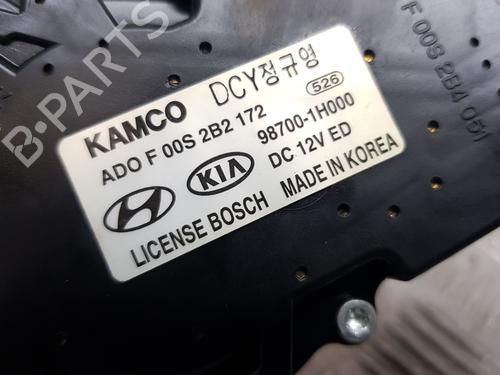 KAMCO DCY정규영
ADO F 00S 2B2 172 526
98700-1H000
KIA DC 12V ED
LICENSE BOSCH MADE IN KOREA
F 00S 2B4 051
B-PARTS